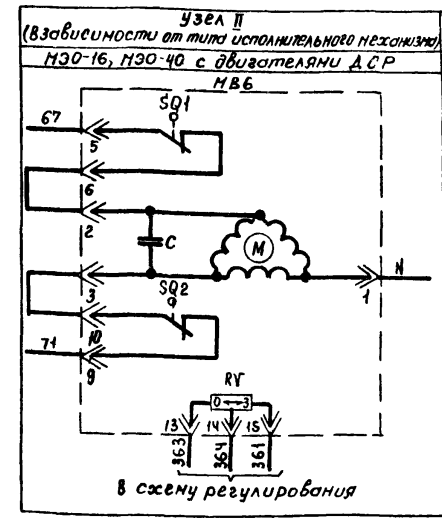 Узел II
(В зависимости от типа исполнительного механизма)
МЭО-16, МЭО-40 с двигателями ДСР
МВ6
SQ1
67
5
6
2
C
M
3
SQ2
1
N
10
71
9
RV
0↔3
13 14 15
363 364 361
В схему регулирования